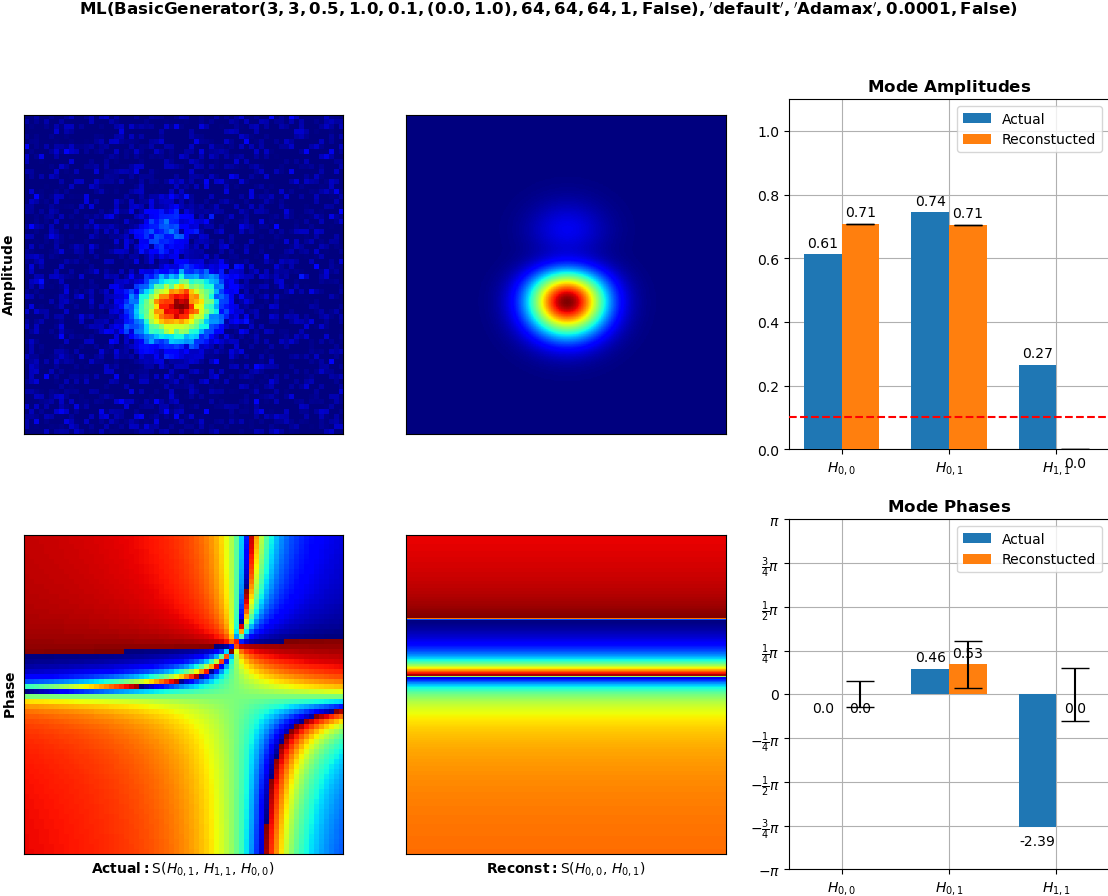 ML(BasicGenerator(3, 3, 0.5, 1.0, 0.1, (0.0, 1.0), 64, 64, 64, 1, False), ′default′, ′Adamax′, 0.0001, False)
Amplitude
Mode Amplitudes
Actual
Reconstucted
1.0
0.8
0.6
0.4
0.2
0.0
0.61
0.71
0.74
0.71
0.27
0.0
H0,0
H0,1
H1,1
Phase
Actual: S(H0,1, H1,1, H0,0)
Reconst: S(H0,0, H0,1)
Mode Phases
Actual
Reconstucted
π
3/4π
1/2π
1/4π
0
−1/4π
−1/2π
−3/4π
−π
0.0
0.0
0.46
0.53
-2.39
0.0
H0,0
H0,1
H1,1